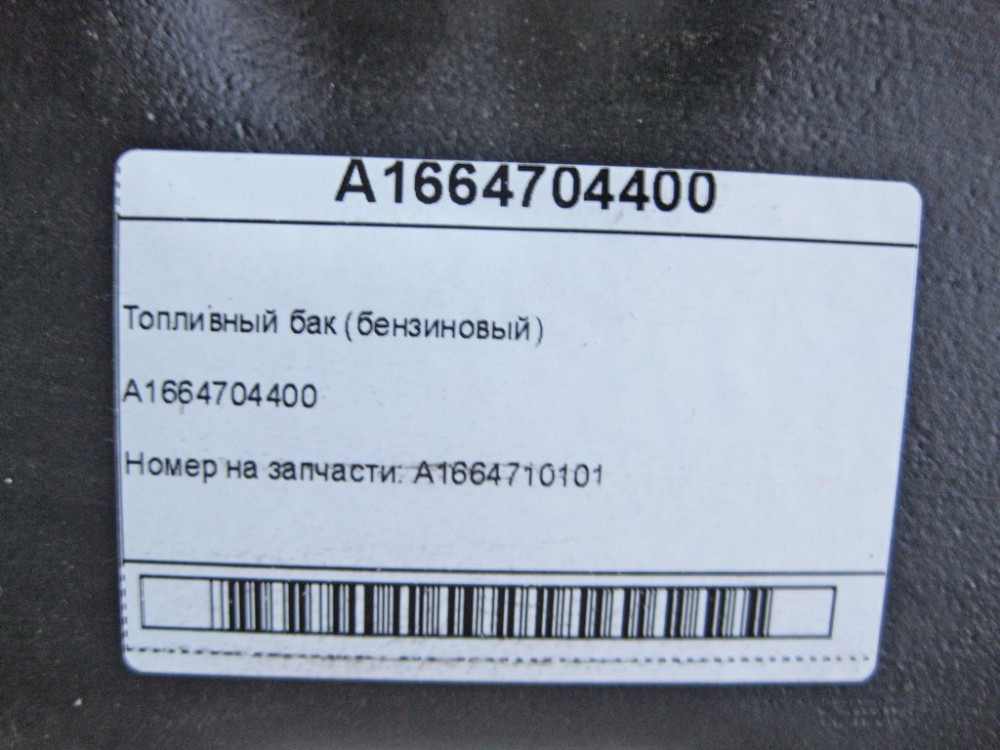 A1664704400
Топливный бак (бензиновый)
A1664704400
Номер на запчасти: A1664710101